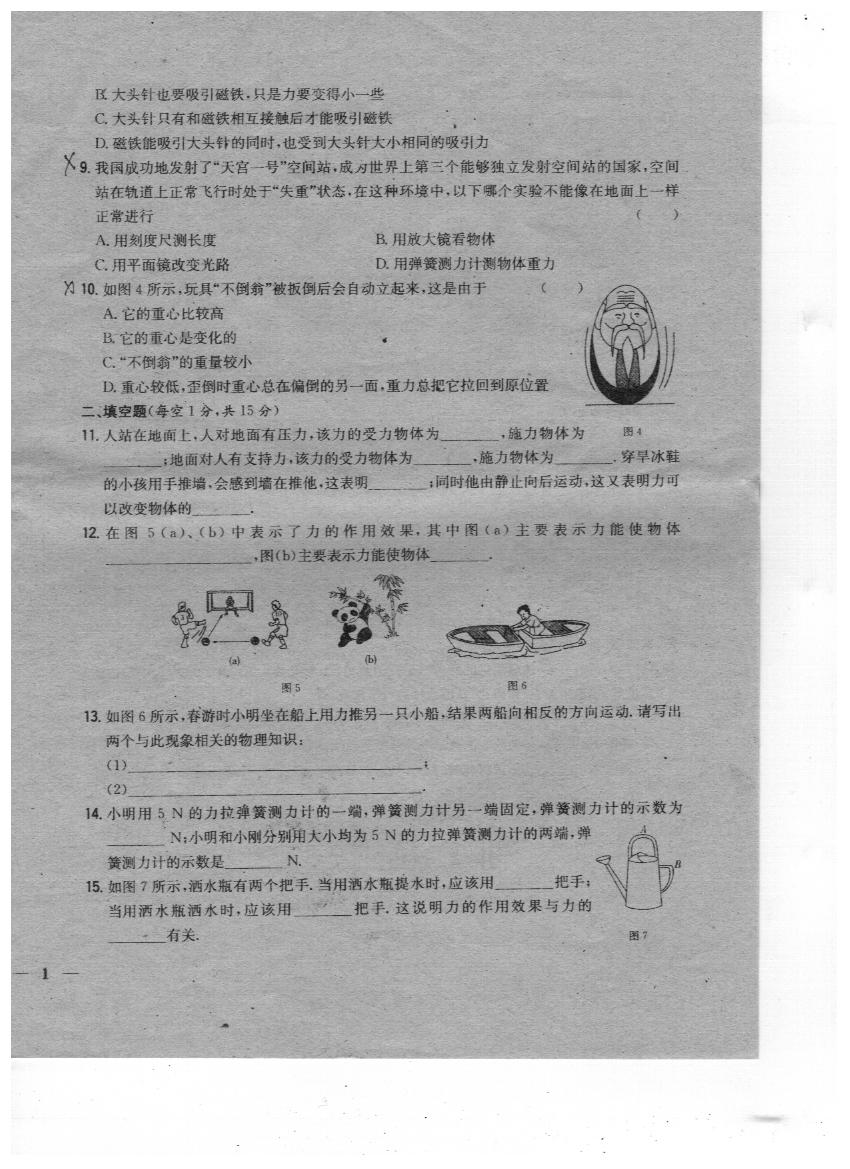 B. 大头针也要吸引磁铁,只是力要变得小一些
C. 大头针只有和磁铁相互接触后才能吸引磁铁
D. 磁铁能吸引大头针的同时,也受到大头针大小相同的吸引力
9. 我国成功地发射了“天宫一号”空间站,成为世界上第三个能够独立发射空间站的国家,空间
站在轨道上正常飞行时处于“失重”状态,在这种环境中,以下哪个实验不能像在地面上一样
正常进行 ( )
A. 用刻度尺测长度 B. 用放大镜看物体
C. 用平面镜改变光路 D. 用弹簧测力计测物体重力
10. 如图 4 所示,玩具“不倒翁”被扳倒后会自动立起来,这是由于 ( )
A. 它的重心比较高
B. 它的重心是变化的
C. “不倒翁”的重量较小
D. 重心较低,歪倒时重心总在偏倒的另一面,重力总把它拉回到原位置
图 4
二、填空题(每空 1 分,共 15 分)
11. 人站在地面上,人对地面有压力,该力的受力物体为________,施力物体为
________;地面对人有支持力,该力的受力物体为________,施力物体为________. 穿旱冰鞋
的小孩用手推墙,会感到墙在推他,这表明________;同时他由静止向后运动,这又表明力可
以改变物体的________.
12. 在图 5(a)、(b)中表示了力的作用效果,其中图(a)主要表示力能使物体
________________,图(b)主要表示力能使物体________.
(a) (b)
图 5 图 6
13. 如图 6 所示,春游时小明坐在船上用力推另一只小船,结果两船向相反的方向运动. 请写出
两个与此现象相关的物理知识:
(1)________________________________;
(2)________________________________.
14. 小明用 5 N 的力拉弹簧测力计的一端,弹簧测力计另一端固定,弹簧测力计的示数为
________ N;小明和小刚分别用大小均为 5 N 的力拉弹簧测力计的两端,弹
簧测力计的示数是________ N.
15. 如图 7 所示,洒水瓶有两个把手. 当用洒水瓶提水时,应该用________把手;
当用洒水瓶洒水时,应该用________把手. 这说明力的作用效果与力的
________有关.
A
B
图 7
— 1 —